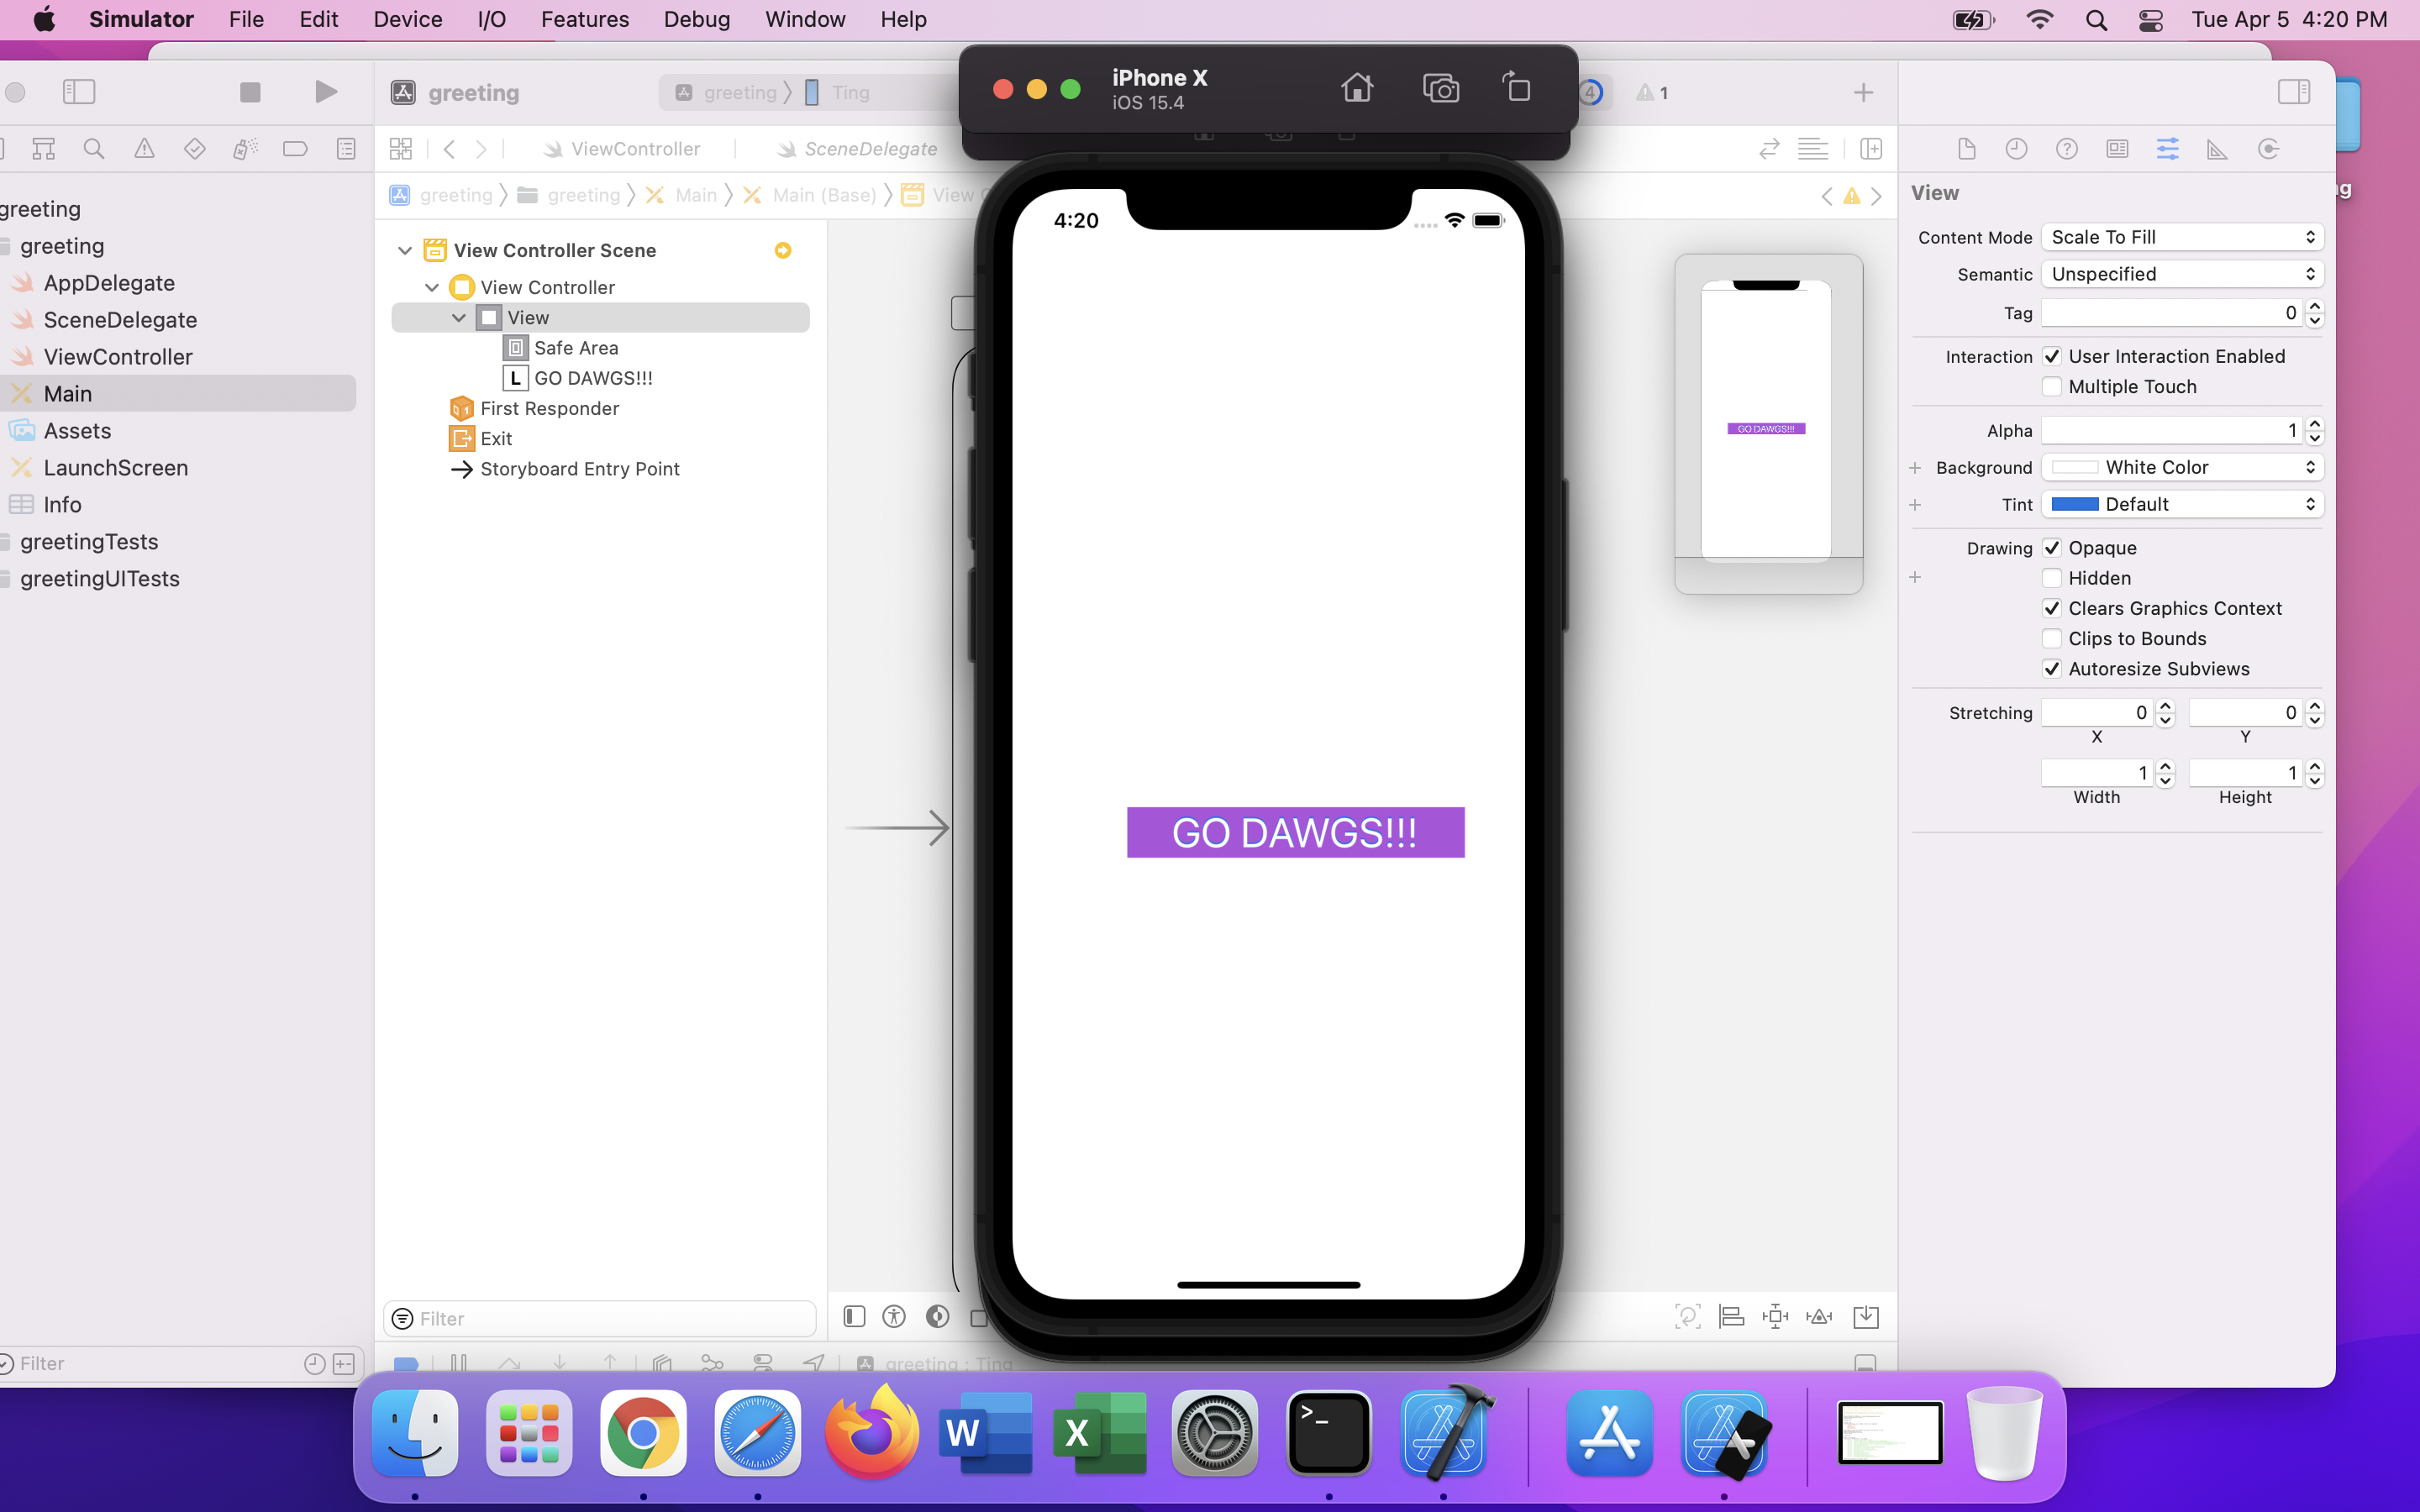 Simulator File Edit Device I/O Features Debug Window Help Tue Apr 5 4:20 PM
greeting
greeting Ting
iPhone X
iOS 15.4
4
1
ViewController
SceneDelegate
greeting greeting Main Main (Base) View
greeting
greeting
AppDelegate
SceneDelegate
ViewController
Main
Assets
LaunchScreen
Info
greetingTests
greetingUITests
Filter
View Controller Scene
View Controller
View
Safe Area
L GO DAWGS!!!
First Responder
Exit
Storyboard Entry Point
Filter
greeting : Ting
4:20
GO DAWGS!!!
GO DAWGS!!!
View
Content Mode Scale To Fill
Semantic Unspecified
Tag 0
Interaction User Interaction Enabled
Multiple Touch
Alpha 1
Background White Color
Tint Default
Drawing Opaque
Hidden
Clears Graphics Context
Clips to Bounds
Autoresize Subviews
Stretching 0 0
X Y
1 1
Width Height
W
X
>_